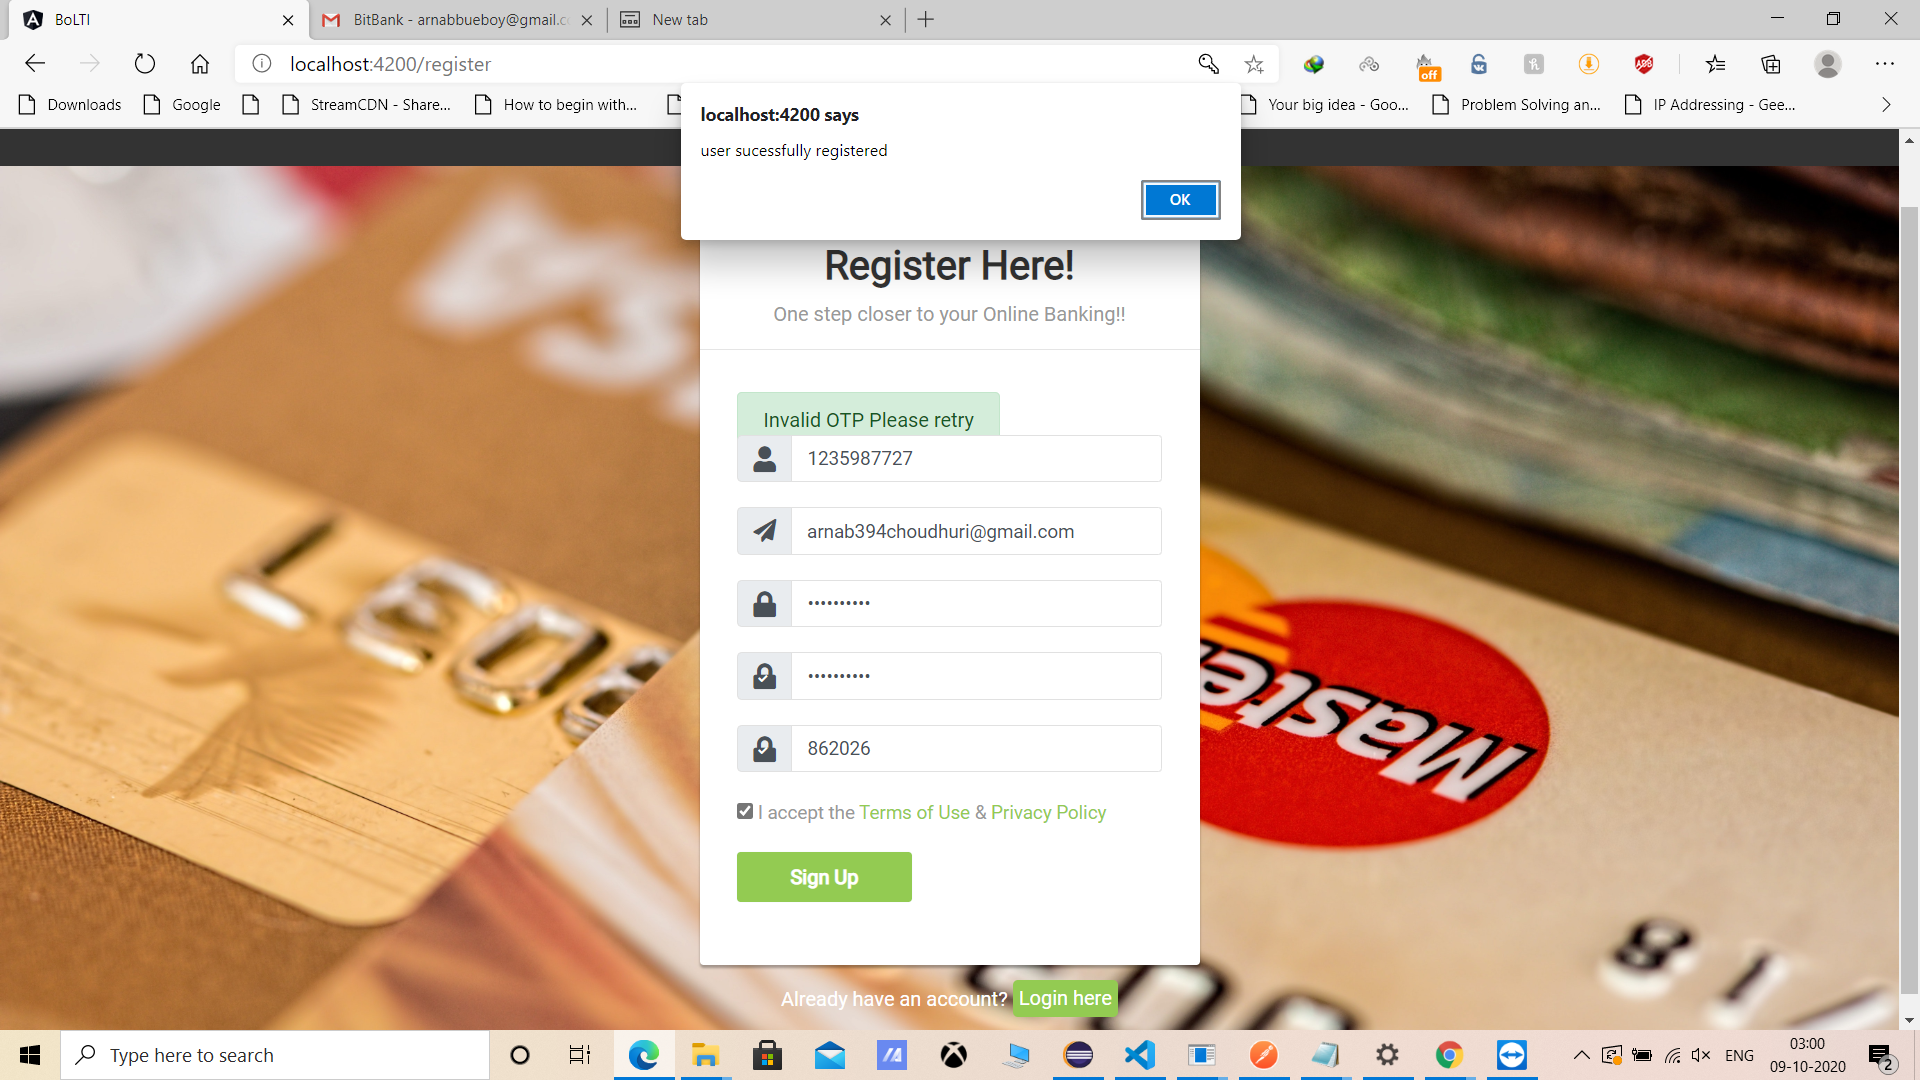 BoLTI
BitBank - arnabbueboy@gmail.c
New tab
localhost:4200/register
off
Downloads
Google
StreamCDN - Share...
How to begin with...
Your big idea - Goo...
Problem Solving an...
IP Addressing - Gee...
localhost:4200 says
user sucessfully registered
OK
Register Here!
One step closer to your Online Banking!!
Invalid OTP Please retry
1235987727
arnab394choudhuri@gmail.com
••••••••••
••••••••••
862026
I accept the Terms of Use & Privacy Policy
Sign Up
Already have an account? Login here
Master
Type here to search
ENG
03:00
09-10-2020
2